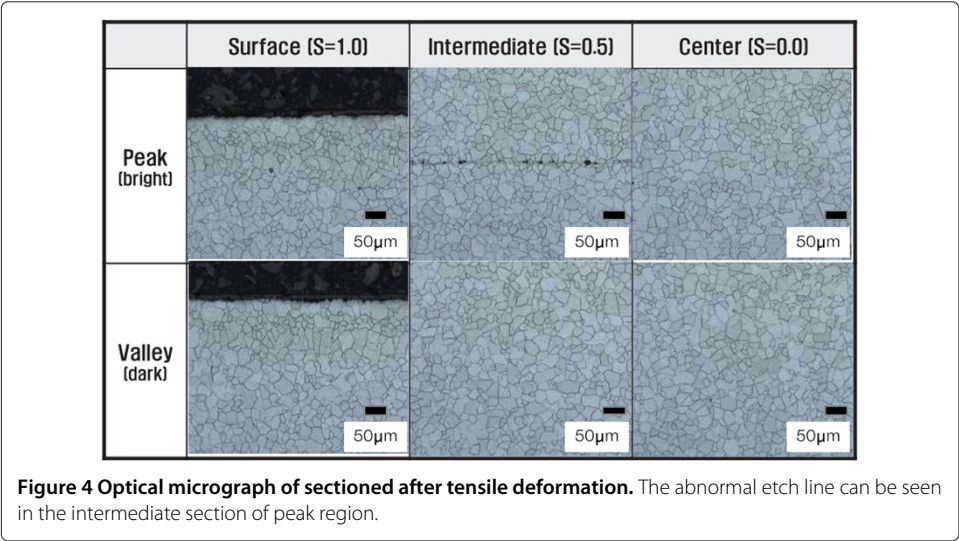 Surface (S=1.0) Intermediate (S=0.5) Center (S=0.0)
Peak
(bright)
50μm 50μm 50μm
Valley
(dark)
50μm 50μm 50μm
Figure 4 Optical micrograph of sectioned after tensile deformation. The abnormal etch line can be seen
in the intermediate section of peak region.